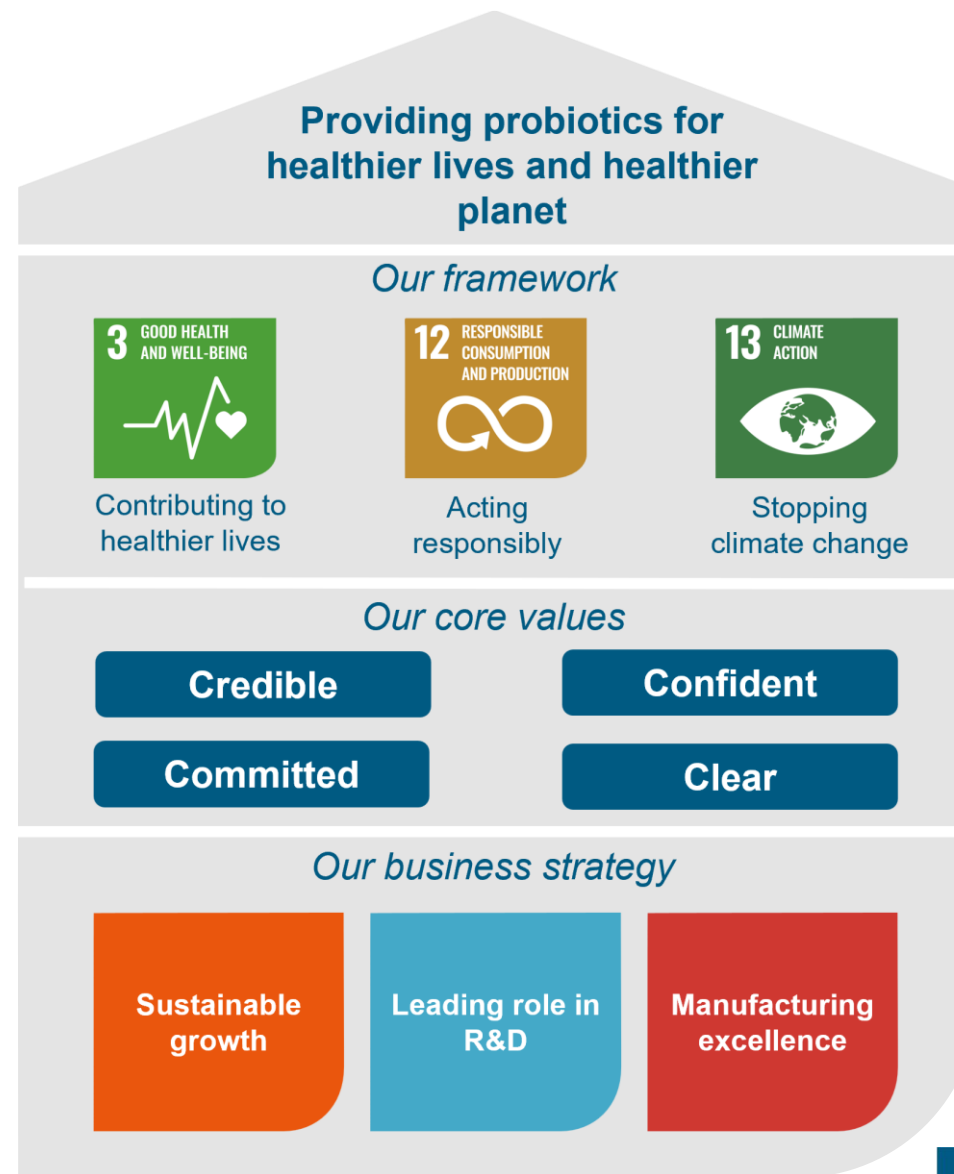 Providing probiotics for
healthier lives and healthier
planet
Our framework
3 GOOD HEALTH
AND WELL-BEING
12 RESPONSIBLE
CONSUMPTION
AND PRODUCTION
13 CLIMATE
ACTION
Contributing to
healthier lives
Acting
responsibly
Stopping
climate change
Our core values
Credible
Confident
Committed
Clear
Our business strategy
Sustainable
growth
Leading role in
R&D
Manufacturing
excellence